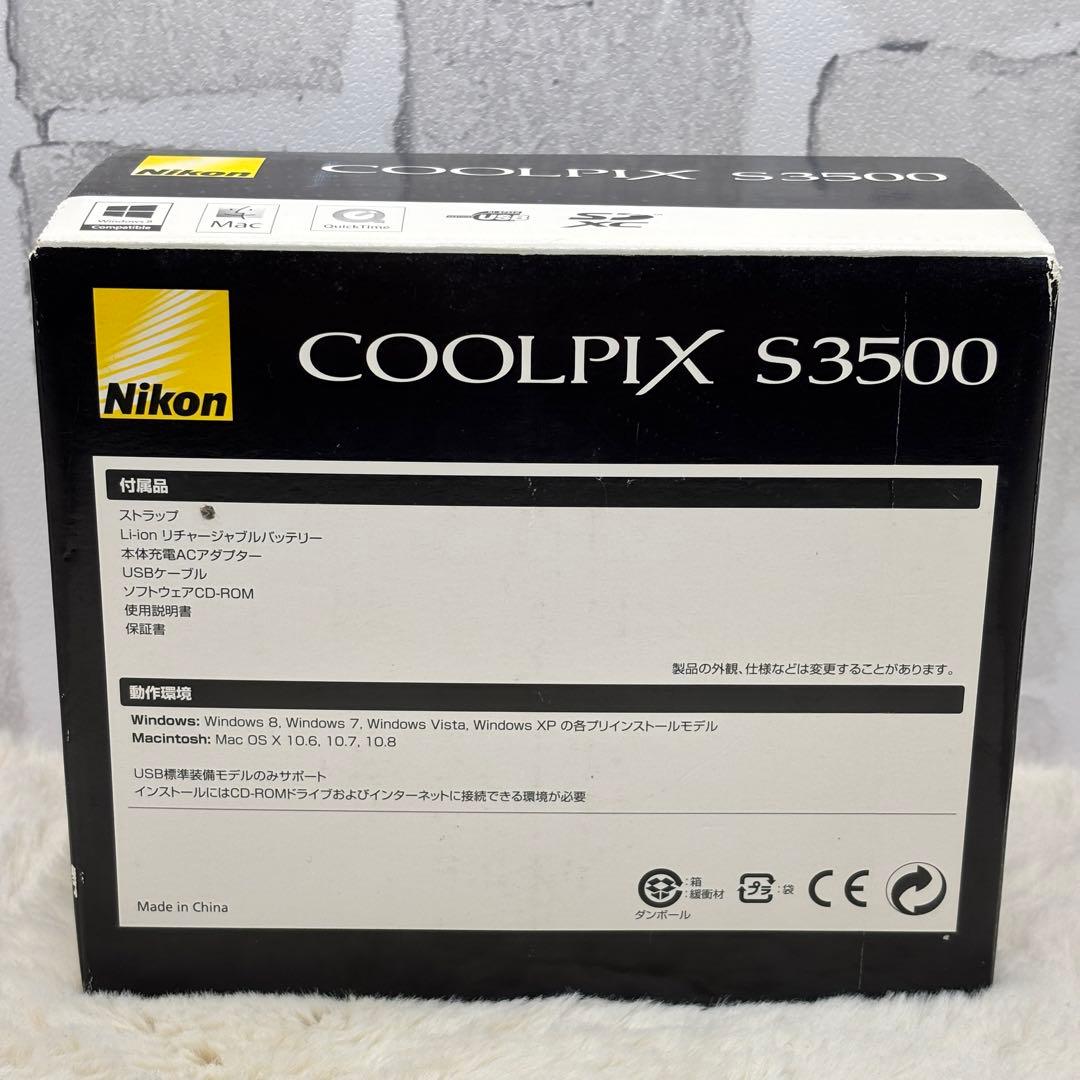 Nikon COOLPIX S3500
Windows 8 Compatible Mac QuickTime USB SD XC
Nikon
COOLPIX S3500
付属品
ストラップ
Li-ion リチャージャブルバッテリー
本体充電ACアダプター
USBケーブル
ソフトウェアCD-ROM
使用説明書
保証書
製品の外観、仕様などは変更することがあります。
動作環境
Windows: Windows 8, Windows 7, Windows Vista, Windows XP の各プリインストールモデル
Macintosh: Mac OS X 10.6, 10.7, 10.8
USB標準装備モデルのみサポート
インストールにはCD-ROMドライブおよびインターネットに接続できる環境が必要
:箱
:緩衝材
ダンボール
プラ :袋
CE
Made in China